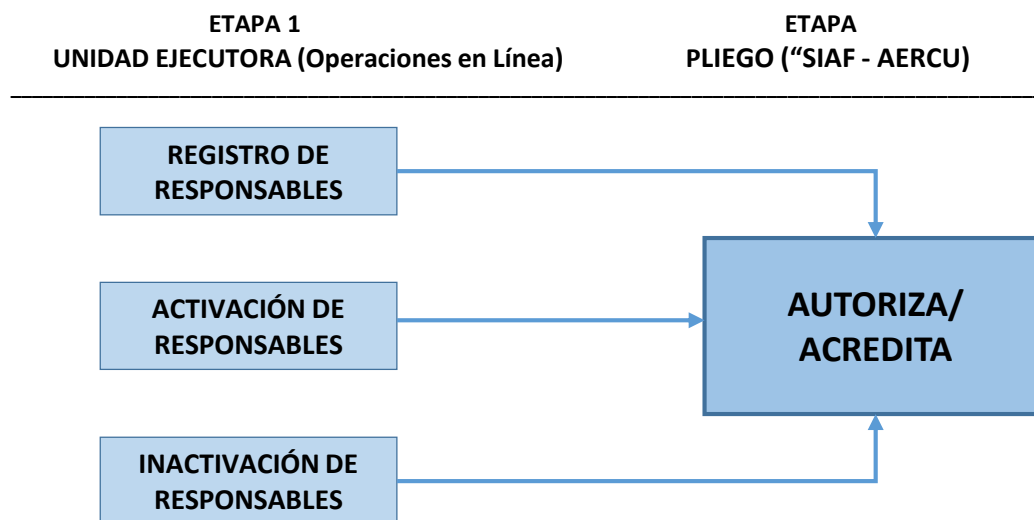 ETAPA 1
UNIDAD EJECUTORA (Operaciones en Línea)
ETAPA
PLIEGO (“SIAF - AERCU)
REGISTRO DE
RESPONSABLES
ACTIVACIÓN DE
RESPONSABLES
INACTIVACIÓN DE
RESPONSABLES
AUTORIZA/
ACREDITA